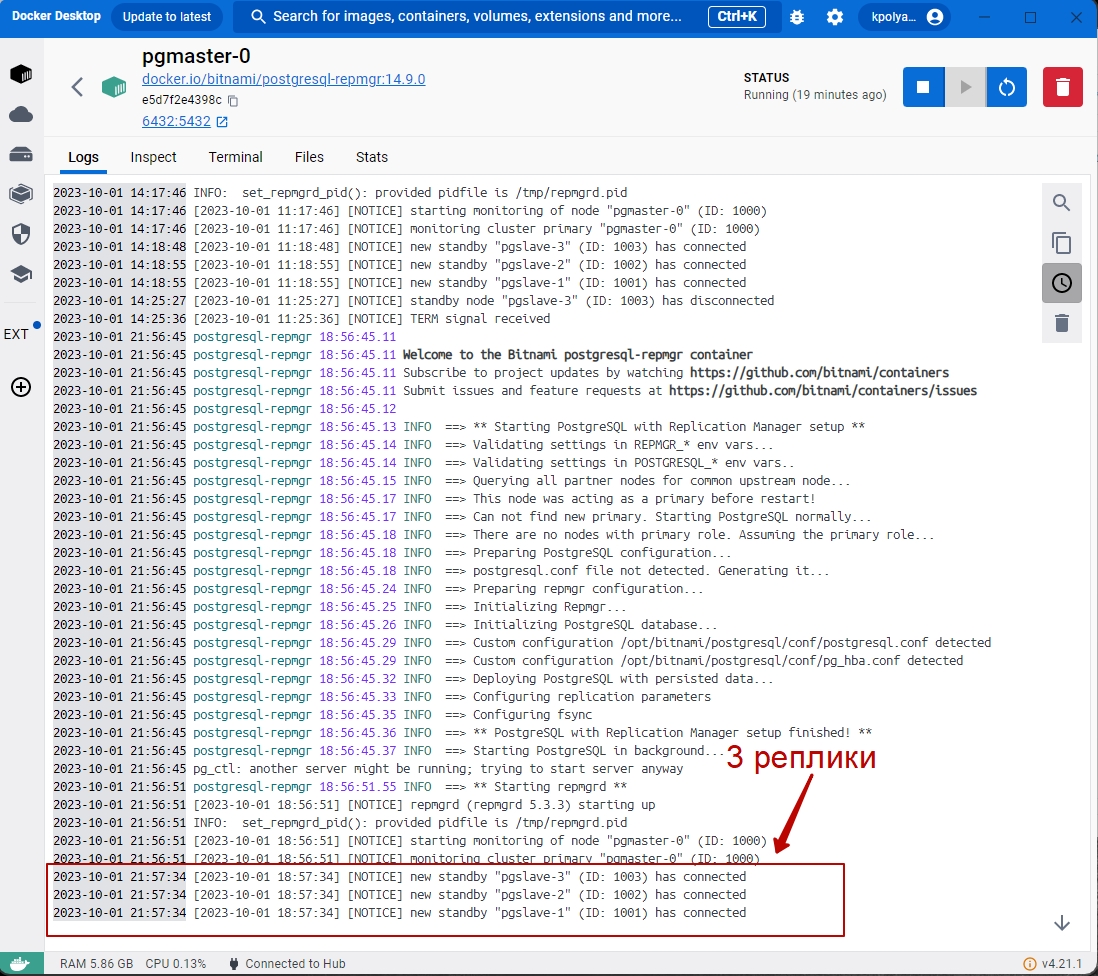 Docker Desktop Update to latest Search for images, containers, volumes, extensions and more... Ctrl+K kpolya...
pgmaster-0
docker.io/bitnami/postgresql-repmgr:14.9.0
e5d7f2e4398c
6432:5432
STATUS
Running (19 minutes ago)
Logs Inspect Terminal Files Stats
EXT
2023-10-01 14:17:46 INFO: set_repmgrd_pid(): provided pidfile is /tmp/repmgrd.pid
2023-10-01 14:17:46 [2023-10-01 11:17:46] [NOTICE] starting monitoring of node "pgmaster-0" (ID: 1000)
2023-10-01 14:17:46 [2023-10-01 11:17:46] [NOTICE] monitoring cluster primary "pgmaster-0" (ID: 1000)
2023-10-01 14:18:48 [2023-10-01 11:18:48] [NOTICE] new standby "pgslave-3" (ID: 1003) has connected
2023-10-01 14:18:55 [2023-10-01 11:18:55] [NOTICE] new standby "pgslave-2" (ID: 1002) has connected
2023-10-01 14:18:55 [2023-10-01 11:18:55] [NOTICE] new standby "pgslave-1" (ID: 1001) has connected
2023-10-01 14:25:27 [2023-10-01 11:25:27] [NOTICE] standby node "pgslave-3" (ID: 1003) has disconnected
2023-10-01 14:25:36 [2023-10-01 11:25:36] [NOTICE] TERM signal received
2023-10-01 21:56:45 postgresql-repmgr 18:56:45.11
2023-10-01 21:56:45 postgresql-repmgr 18:56:45.11 Welcome to the Bitnami postgresql-repmgr container
2023-10-01 21:56:45 postgresql-repmgr 18:56:45.11 Subscribe to project updates by watching https://github.com/bitnami/containers
2023-10-01 21:56:45 postgresql-repmgr 18:56:45.11 Submit issues and feature requests at https://github.com/bitnami/containers/issues
2023-10-01 21:56:45 postgresql-repmgr 18:56:45.12
2023-10-01 21:56:45 postgresql-repmgr 18:56:45.13 INFO ==> ** Starting PostgreSQL with Replication Manager setup **
2023-10-01 21:56:45 postgresql-repmgr 18:56:45.14 INFO ==> Validating settings in REPMGR_* env vars...
2023-10-01 21:56:45 postgresql-repmgr 18:56:45.14 INFO ==> Validating settings in POSTGRESQL_* env vars..
2023-10-01 21:56:45 postgresql-repmgr 18:56:45.15 INFO ==> Querying all partner nodes for common upstream node...
2023-10-01 21:56:45 postgresql-repmgr 18:56:45.17 INFO ==> This node was acting as a primary before restart!
2023-10-01 21:56:45 postgresql-repmgr 18:56:45.17 INFO ==> Can not find new primary. Starting PostgreSQL normally...
2023-10-01 21:56:45 postgresql-repmgr 18:56:45.18 INFO ==> There are no nodes with primary role. Assuming the primary role...
2023-10-01 21:56:45 postgresql-repmgr 18:56:45.18 INFO ==> Preparing PostgreSQL configuration...
2023-10-01 21:56:45 postgresql-repmgr 18:56:45.18 INFO ==> postgresql.conf file not detected. Generating it...
2023-10-01 21:56:45 postgresql-repmgr 18:56:45.24 INFO ==> Preparing repmgr configuration...
2023-10-01 21:56:45 postgresql-repmgr 18:56:45.25 INFO ==> Initializing Repmgr...
2023-10-01 21:56:45 postgresql-repmgr 18:56:45.26 INFO ==> Initializing PostgreSQL database...
2023-10-01 21:56:45 postgresql-repmgr 18:56:45.29 INFO ==> Custom configuration /opt/bitnami/postgresql/conf/postgresql.conf detected
2023-10-01 21:56:45 postgresql-repmgr 18:56:45.29 INFO ==> Custom configuration /opt/bitnami/postgresql/conf/pg_hba.conf detected
2023-10-01 21:56:45 postgresql-repmgr 18:56:45.32 INFO ==> Deploying PostgreSQL with persisted data...
2023-10-01 21:56:45 postgresql-repmgr 18:56:45.33 INFO ==> Configuring replication parameters
2023-10-01 21:56:45 postgresql-repmgr 18:56:45.35 INFO ==> Configuring fsync
2023-10-01 21:56:45 postgresql-repmgr 18:56:45.36 INFO ==> ** PostgreSQL with Replication Manager setup finished! **
2023-10-01 21:56:45 postgresql-repmgr 18:56:45.37 INFO ==> Starting PostgreSQL in background...
3 реплики
2023-10-01 21:56:45 pg_ctl: another server might be running; trying to start server anyway
2023-10-01 21:56:51 postgresql-repmgr 18:56:51.55 INFO ==> ** Starting repmgrd **
2023-10-01 21:56:51 [2023-10-01 18:56:51] [NOTICE] repmgrd (repmgrd 5.3.3) starting up
2023-10-01 21:56:51 INFO: set_repmgrd_pid(): provided pidfile is /tmp/repmgrd.pid
2023-10-01 21:56:51 [2023-10-01 18:56:51] [NOTICE] starting monitoring of node "pgmaster-0" (ID: 1000)
2023-10-01 21:56:51 [2023-10-01 18:56:51] [NOTICE] monitoring cluster primary "pgmaster-0" (ID: 1000)
2023-10-01 21:57:34 [2023-10-01 18:57:34] [NOTICE] new standby "pgslave-3" (ID: 1003) has connected
2023-10-01 21:57:34 [2023-10-01 18:57:34] [NOTICE] new standby "pgslave-2" (ID: 1002) has connected
2023-10-01 21:57:34 [2023-10-01 18:57:34] [NOTICE] new standby "pgslave-1" (ID: 1001) has connected
RAM 5.86 GB CPU 0.13% Connected to Hub v4.21.1